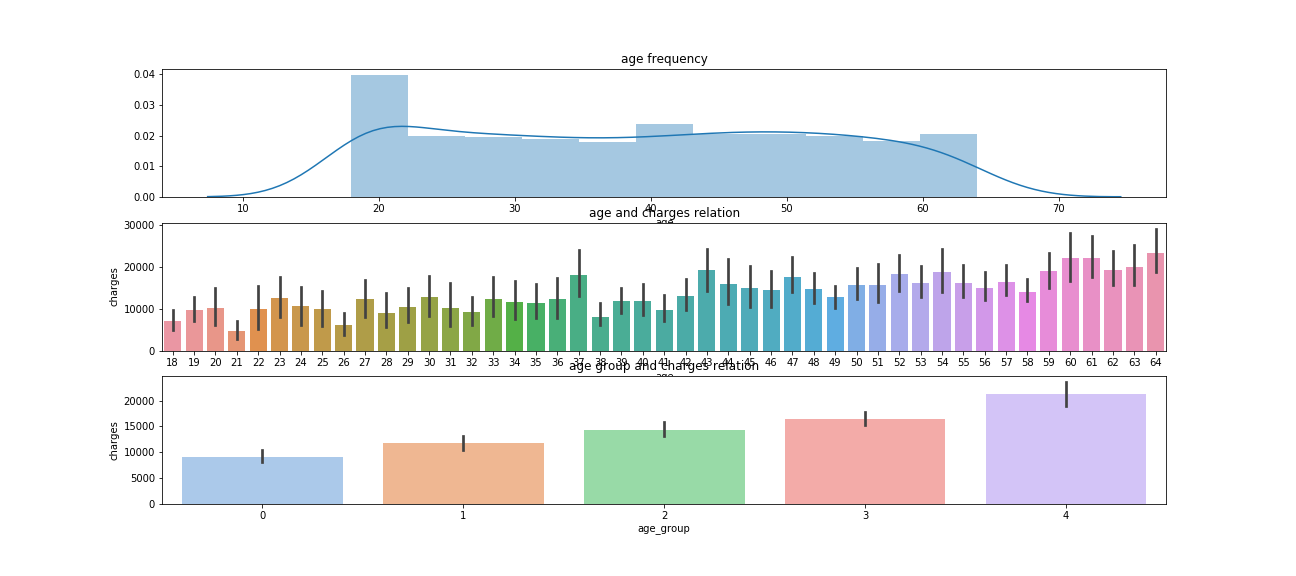 age frequency
0.04
0.03
0.02
0.01
0.00
10 20 30 40 50 60 70
age
age and charges relation
30000
20000
10000
0
charges
18 19 20 21 22 23 24 25 26 27 28 29 30 31 32 33 34 35 36 37 38 39 40 41 42 43 44 45 46 47 48 49 50 51 52 53 54 55 56 57 58 59 60 61 62 63 64
age
age group and charges relation
20000
15000
10000
5000
0
charges
0 1 2 3 4
age_group